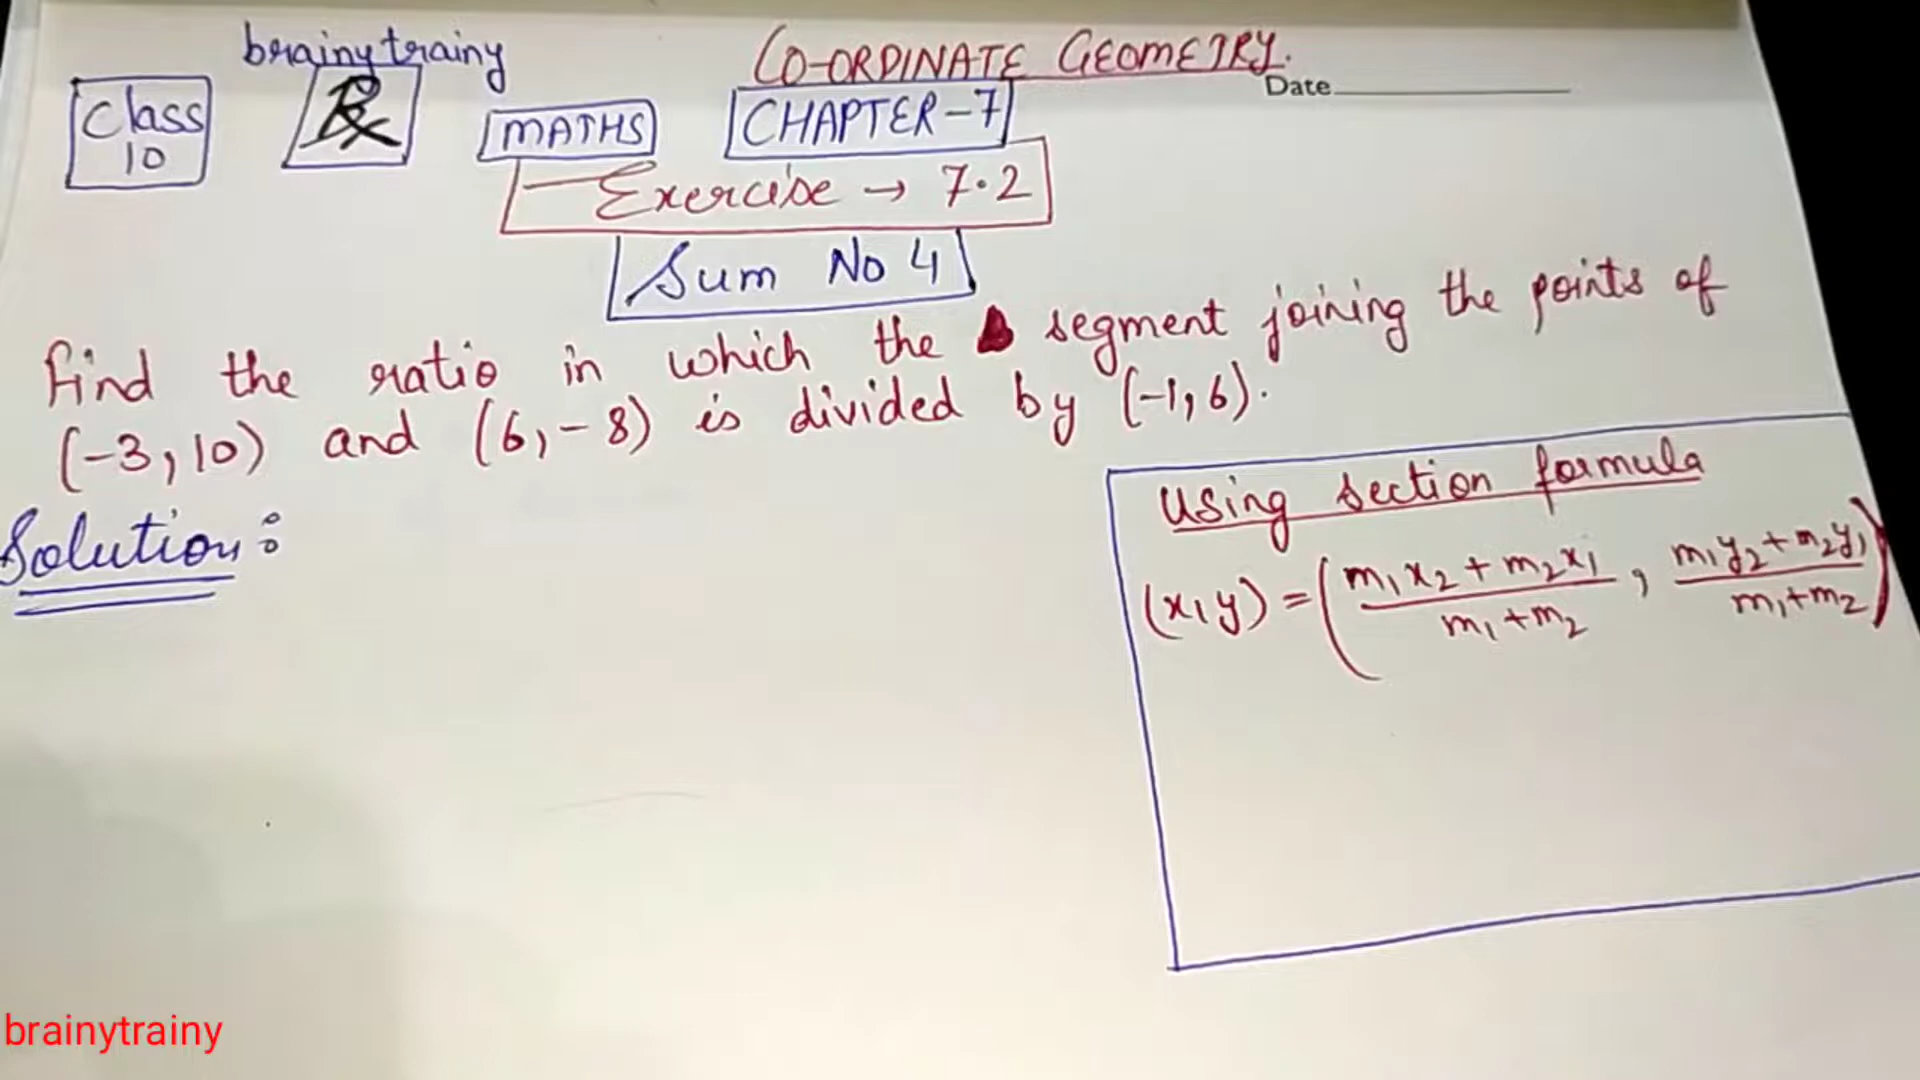 brainytrainy
CO-ORDINATE GEOMETRY.
Date
Class
10
MATHS
CHAPTER-7
Exercise → 7.2
Sum No 4
Find the ratio in which the segment joining the points of
(-3,10) and (6,-8) is divided by (-1,6).
Solution:
Using section formula
(x,y) = (m₁x₂+m₂x₁/m₁+m₂, m₁y₂+m₂y₁/m₁+m₂)
brainytrainy